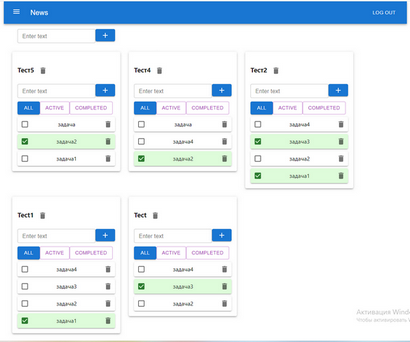 News
LOG OUT
Enter text
+
Тест5
Enter text
+
ALL ACTIVE COMPLETED
задача
задача2
задача1
Тест4
Enter text
+
ALL ACTIVE COMPLETED
задача
задача4
задача2
Тест2
Enter text
+
ALL ACTIVE COMPLETED
задача4
задача3
задача2
задача1
Тест1
Enter text
+
ALL ACTIVE COMPLETED
задача4
задача3
задача2
задача1
Тест
Enter text
+
ALL ACTIVE COMPLETED
задача4
задача3
задача2
Активация Windo
Чтобы активировать W